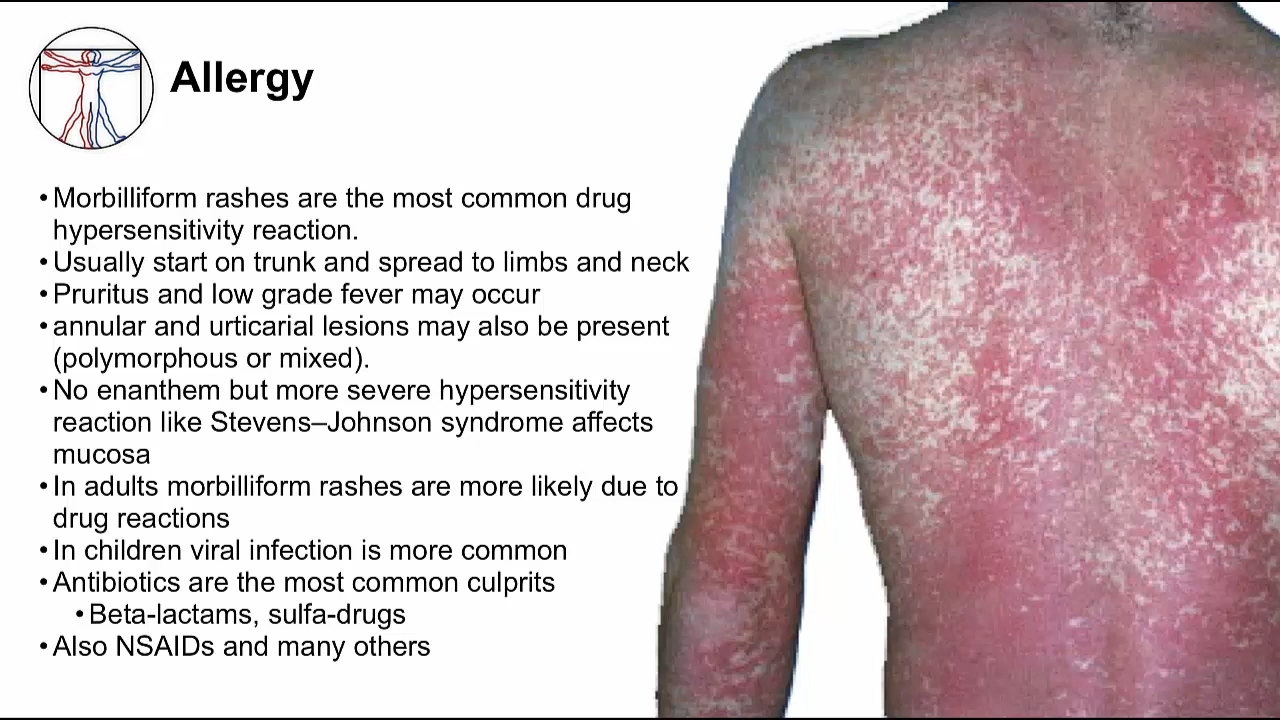 Allergy
• Morbilliform rashes are the most common drug
hypersensitivity reaction.
• Usually start on trunk and spread to limbs and neck
• Pruritus and low grade fever may occur
• annular and urticarial lesions may also be present
(polymorphous or mixed).
• No enanthem but more severe hypersensitivity
reaction like Stevens–Johnson syndrome affects
mucosa
• In adults morbilliform rashes are more likely due to
drug reactions
• In children viral infection is more common
• Antibiotics are the most common culprits
• Beta-lactams, sulfa-drugs
• Also NSAIDs and many others